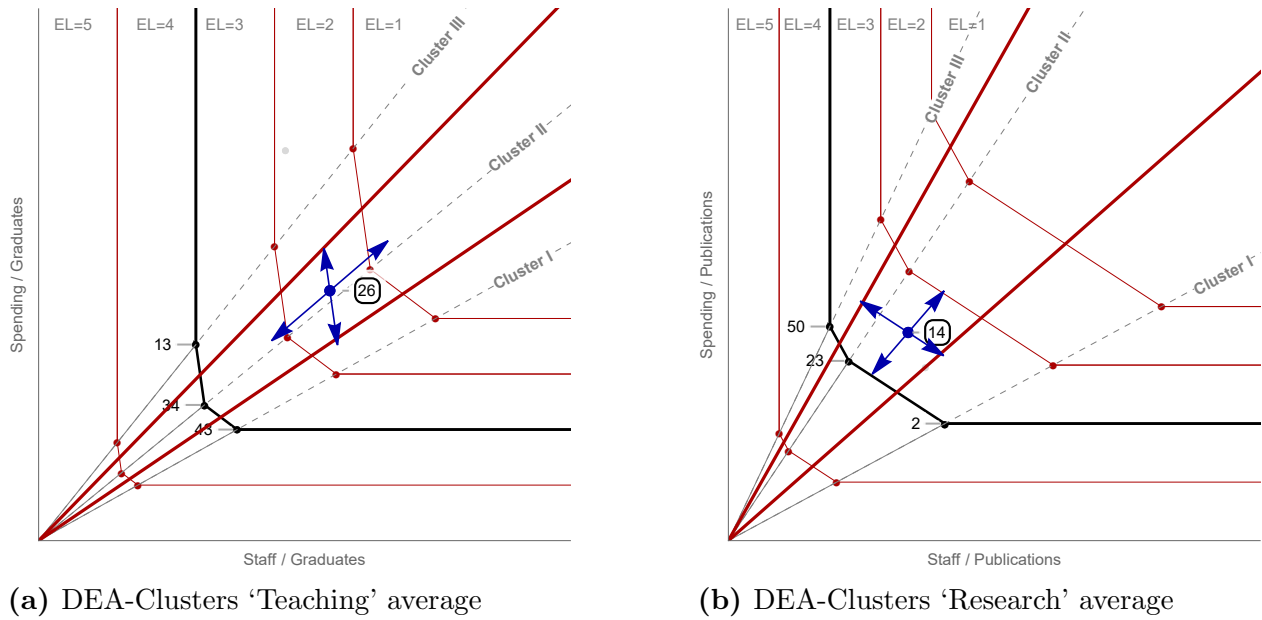 EL=5 EL=4 EL=3 EL=2 EL=1
Cluster III
Cluster II
Cluster I
26
13
34
43
Spending / Graduates
Staff / Graduates
(a) DEA-Clusters ‘Teaching’ average
EL=5 EL=4 EL=3 EL=2 EL=1
Cluster III
Cluster II
Cluster I
50
14
23
2
Spending / Publications
Staff / Publications
(b) DEA-Clusters ‘Research’ average